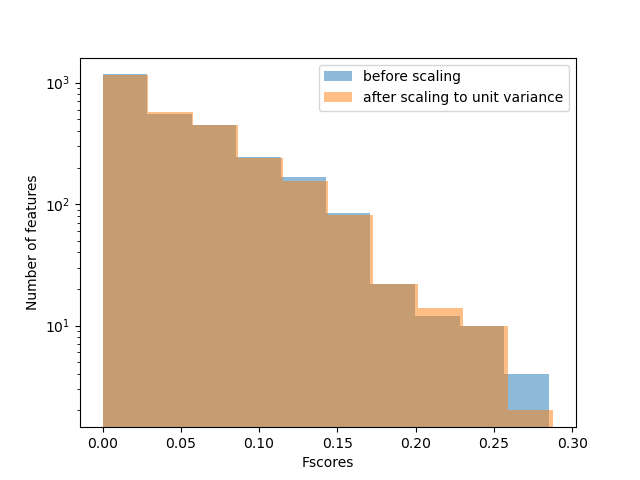 before scaling
after scaling to unit variance
Number of features
10³
10²
10¹
0.00 0.05 0.10 0.15 0.20 0.25 0.30
Fscores